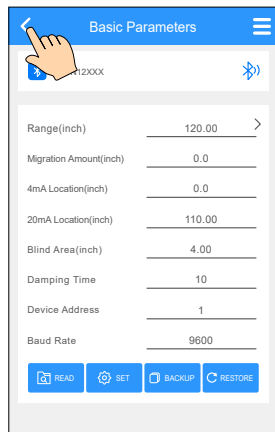 Basic Parameters
12XXX
Range(inch) 120.00
Migration Amount(inch) 0.0
4mA Location(inch) 0.0
20mA Location(inch) 110.00
Blind Area(inch) 4.00
Damping Time 10
Device Address 1
Baud Rate 9600
READ SET BACKUP RESTORE